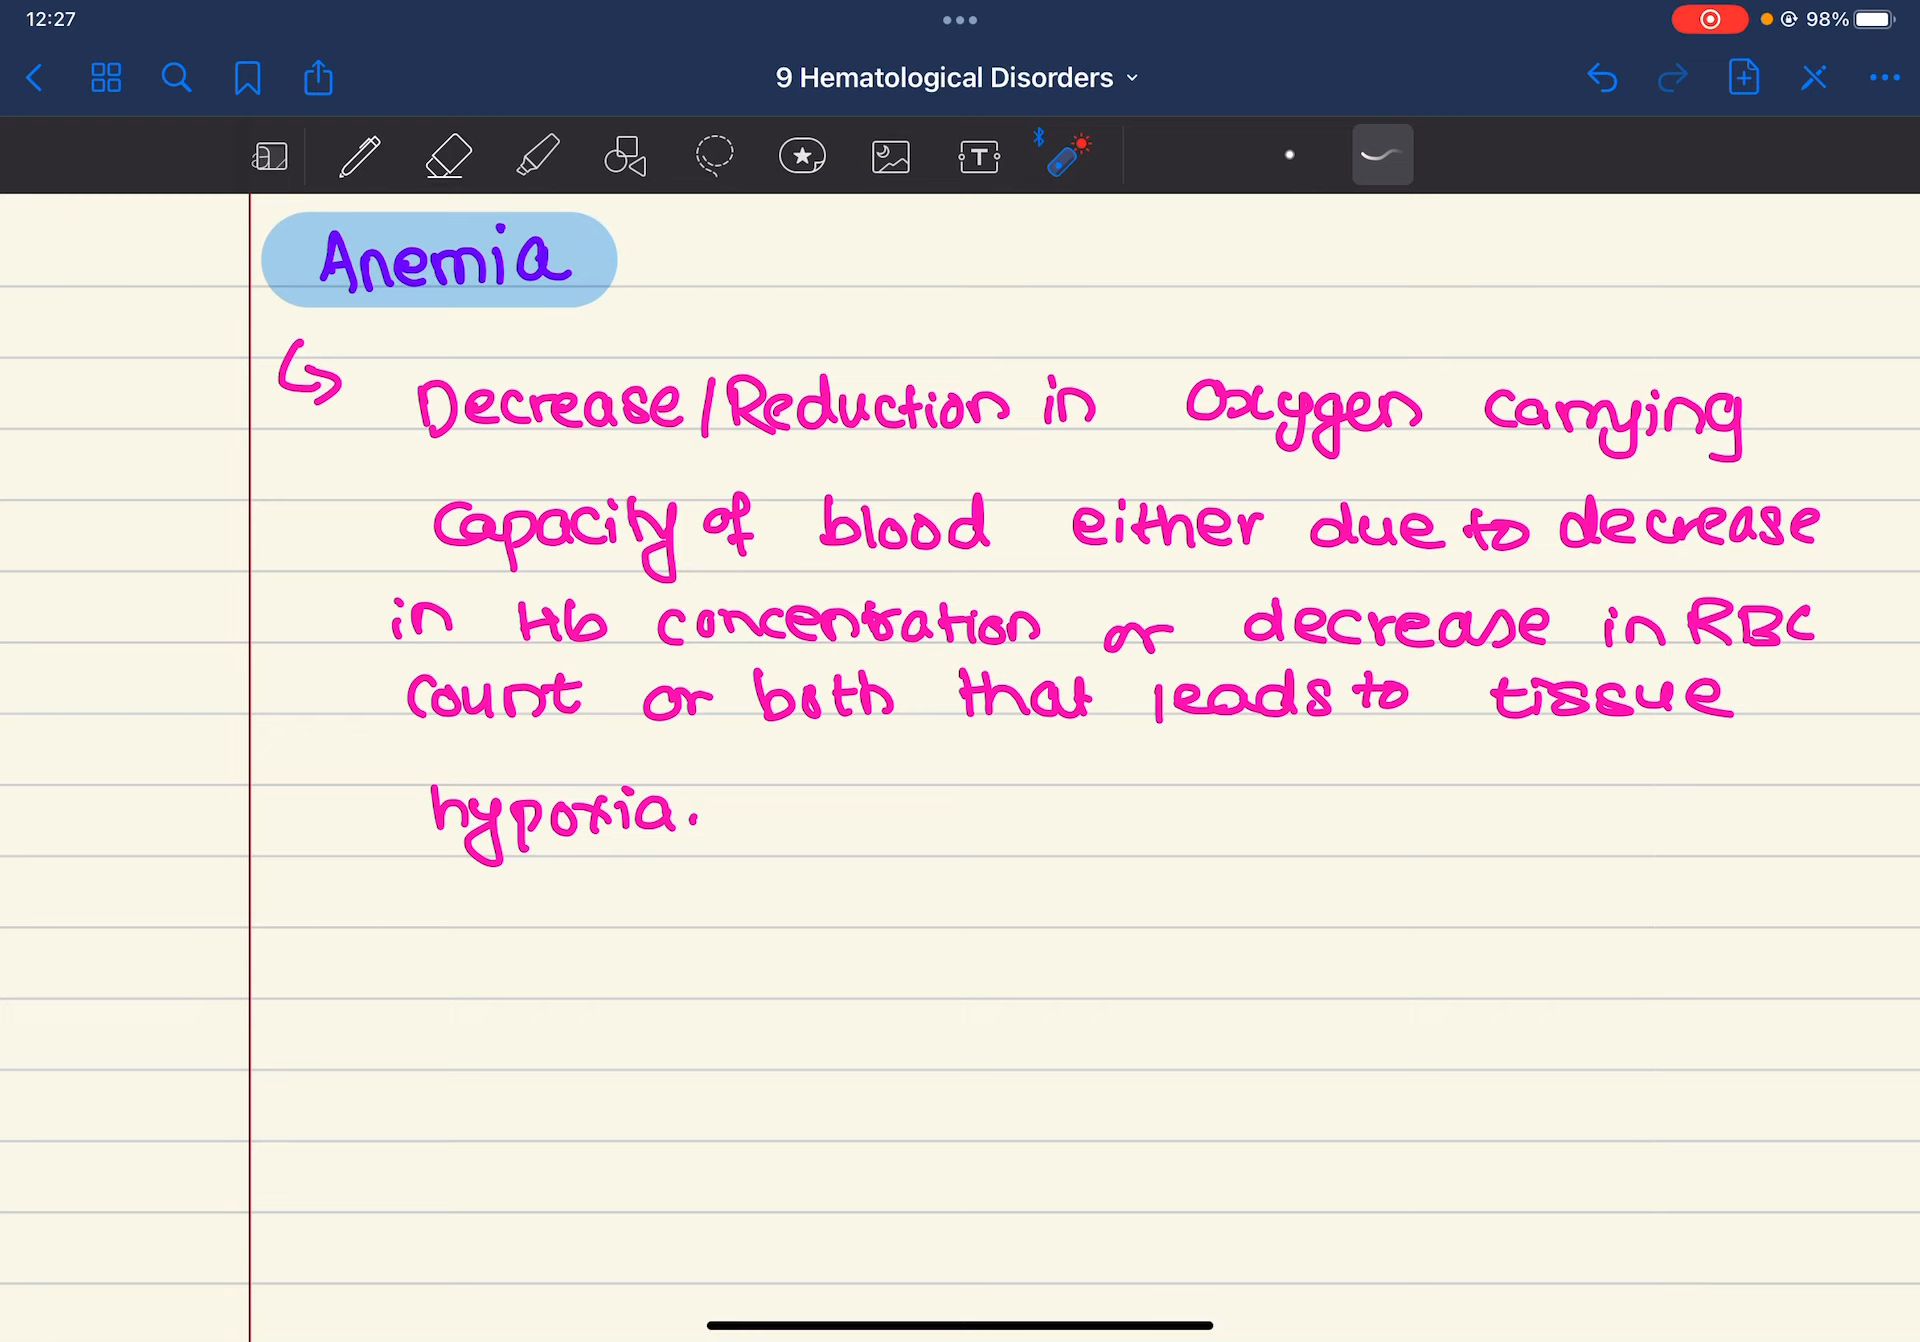 12:27
98%
9 Hematological Disorders
T
Anemia
Decrease/Reduction in Oxygen carrying
capacity of blood either due to decrease
in Hb concentration or decrease in RBC
count or both that leads to tissue
hypoxia.